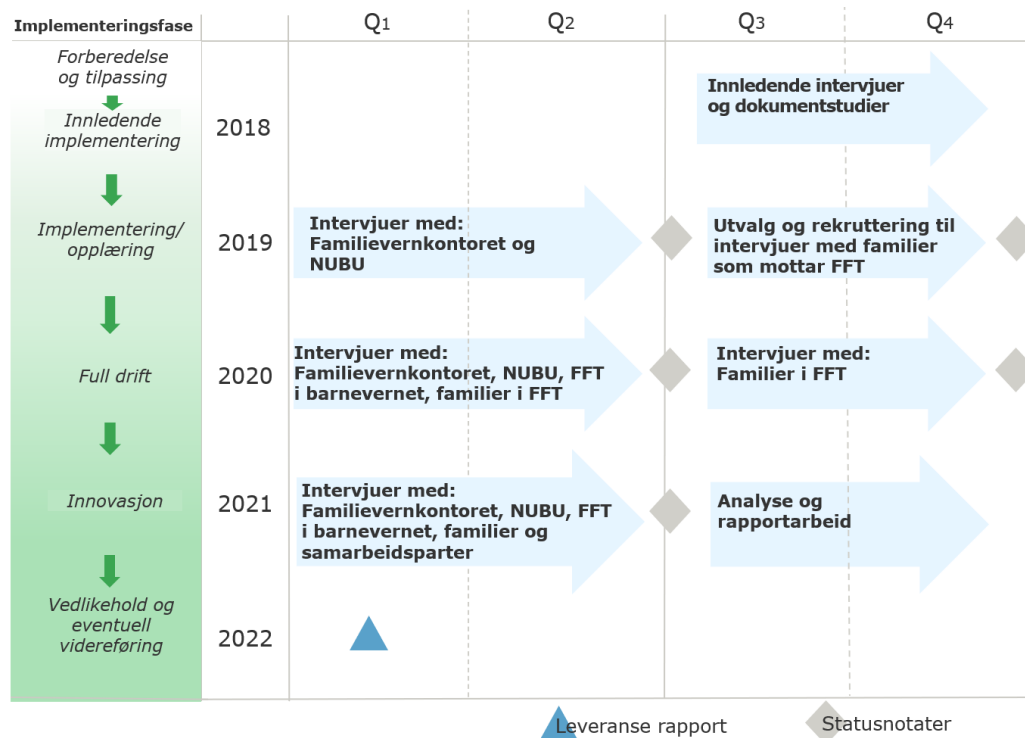 Implementeringsfase
Q1
Q2
Q3
Q4
Forberedelse
og tilpassing
Innledende
implementering
2018
Innledende intervjuer
og dokumentstudier
Implementering/
opplæring
2019
Intervjuer med:
Familievernkontoret og
NUBU
Utvalg og rekruttering til
intervjuer med familier
som mottar FFT
Full drift
2020
Intervjuer med:
Familievernkontoret, NUBU, FFT
i barnevernet, familier i FFT
Intervjuer med:
Familier i FFT
Innovasjon
2021
Intervjuer med:
Familievernkontoret, NUBU, FFT
i barnevernet, familier og
samarbeidsparter
Analyse og
rapportarbeid
Vedlikehold og
eventuell
videreføring
2022
Leveranse rapport
Statusnotater